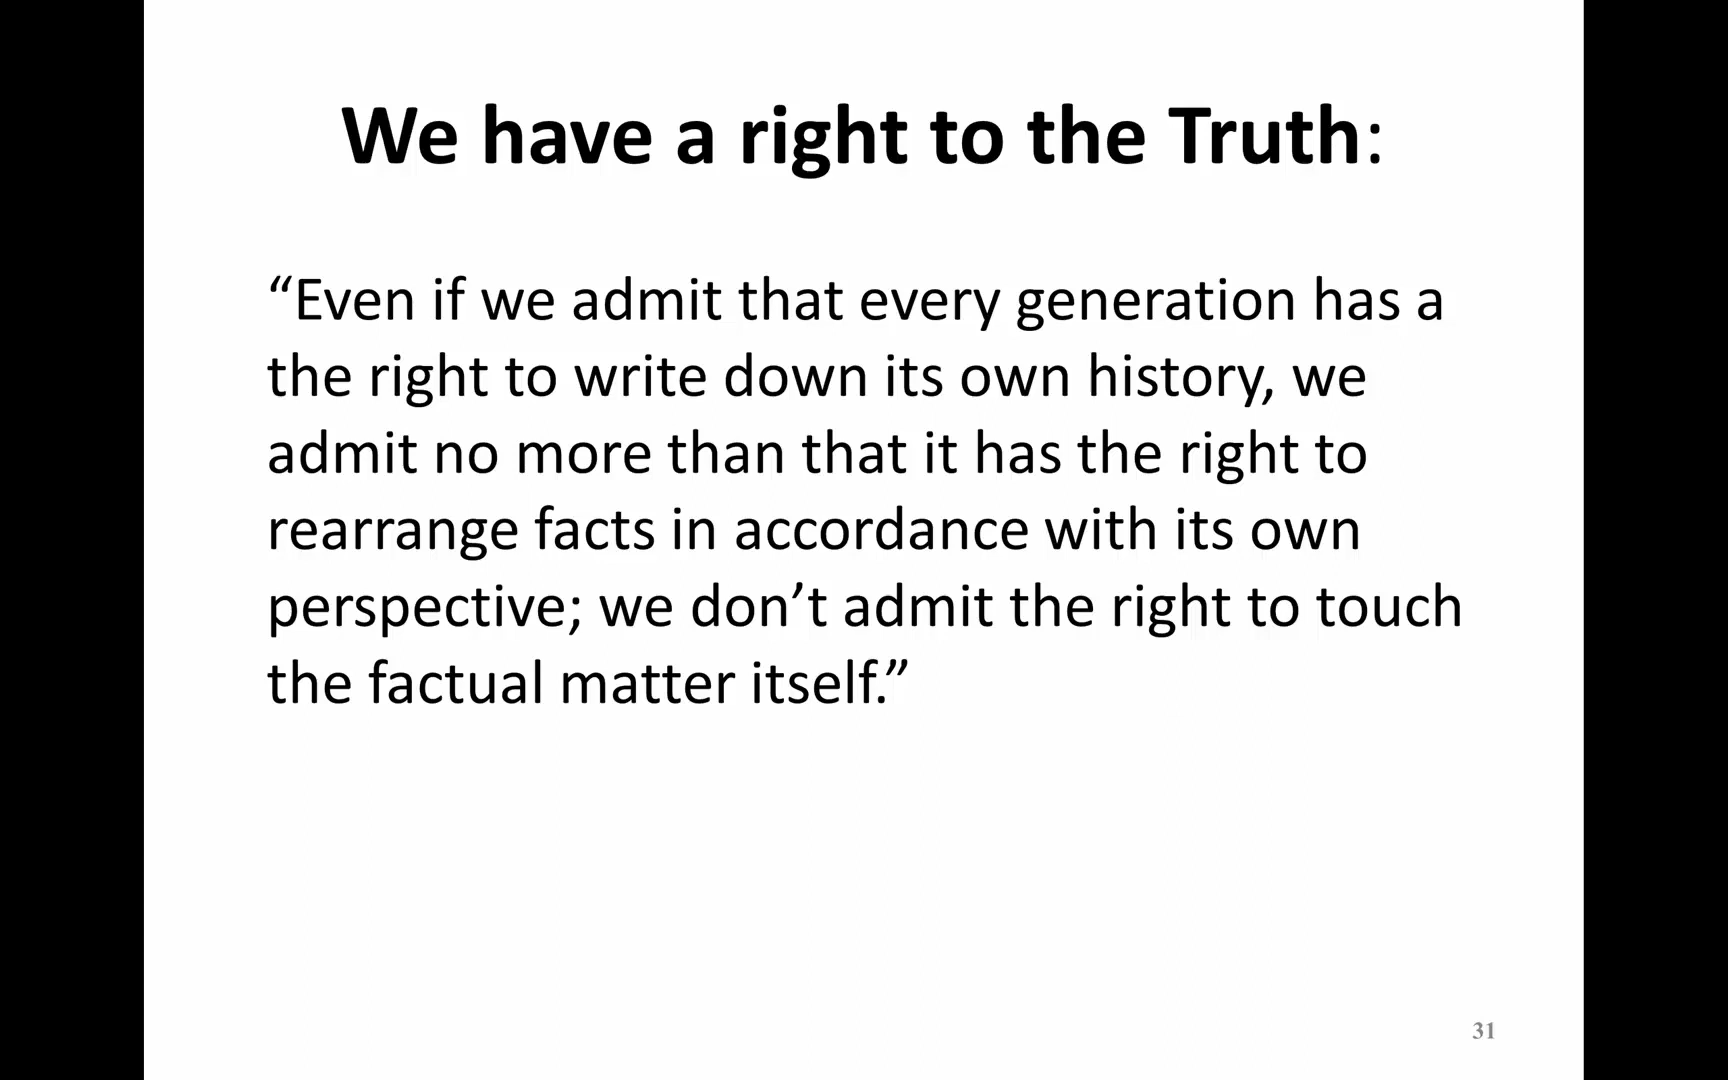 We have a right to the Truth:
“Even if we admit that every generation has a
the right to write down its own history, we
admit no more than that it has the right to
rearrange facts in accordance with its own
perspective; we don’t admit the right to touch
the factual matter itself.”
31